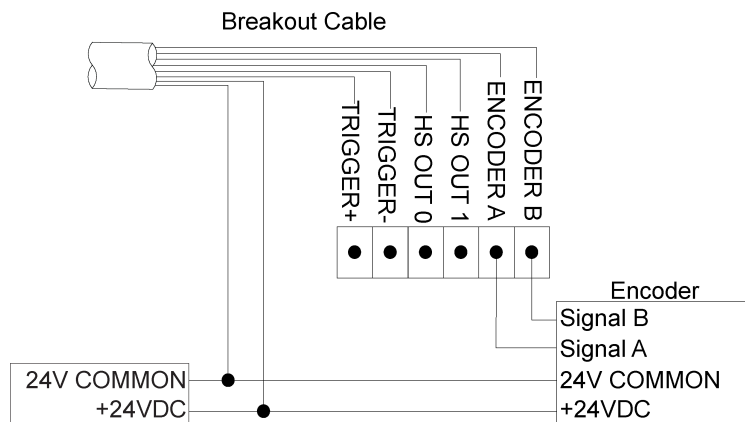 Breakout Cable
TRIGGER+
TRIGGER-
HS OUT 0
HS OUT 1
ENCODER A
ENCODER B
Encoder
Signal B
Signal A
24V COMMON
24V COMMON
+24VDC
+24VDC